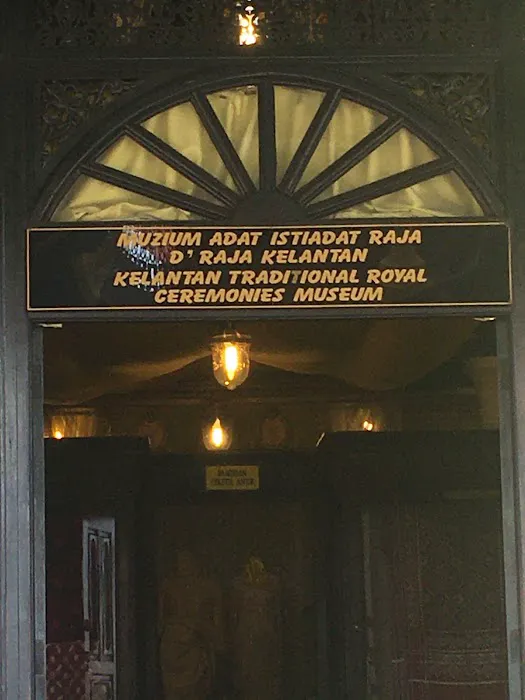 MUZIUM ADAT ISTIADAT RAJA
D' RAJA KELANTAN
KELANTAN TRADITIONAL ROYAL
CEREMONIES MUSEUM